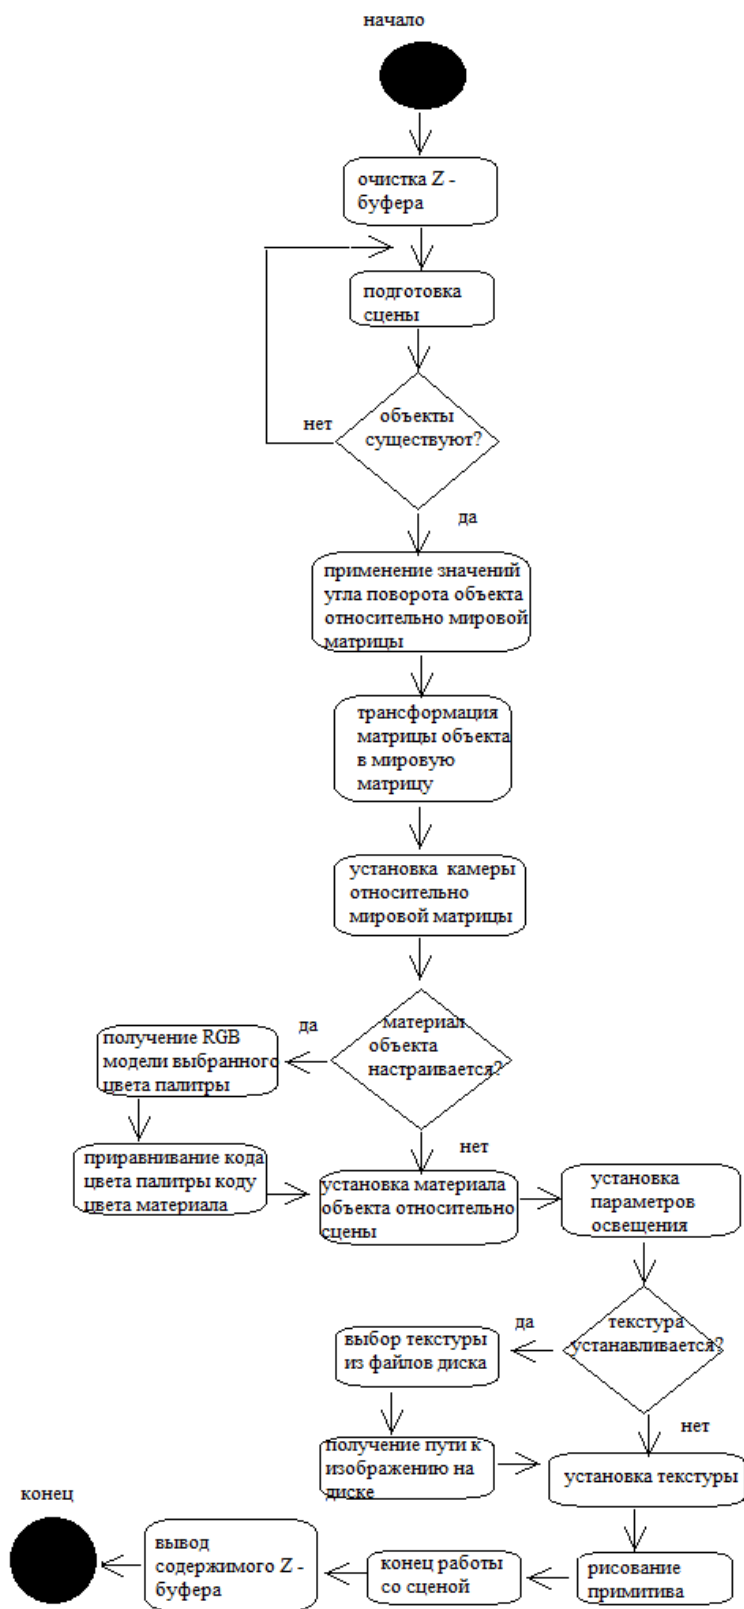 начало
очистка Z -
буфера
подготовка
сцены
объекты
существуют?
нет
да
применение значений
угла поворота объекта
относительно мировой
матрицы
трансформация
матрицы объекта
в мировую
матрицу
установка камеры
относительно
мировой матрицы
материал
объекта
настраивается?
да
получение RGB
модели выбранного
цвета палитры
нет
приравнивание кода
цвета палитры коду
цвета материала
установка материала
объекта относительно
сцены
установка
параметров
освещения
текстура
устанавливается?
да
выбор текстуры
из файлов диска
нет
получение пути к
изображению на
диске
установка текстуры
рисование
примитива
конец работы
со сценой
вывод
содержимого Z -
буфера
конец